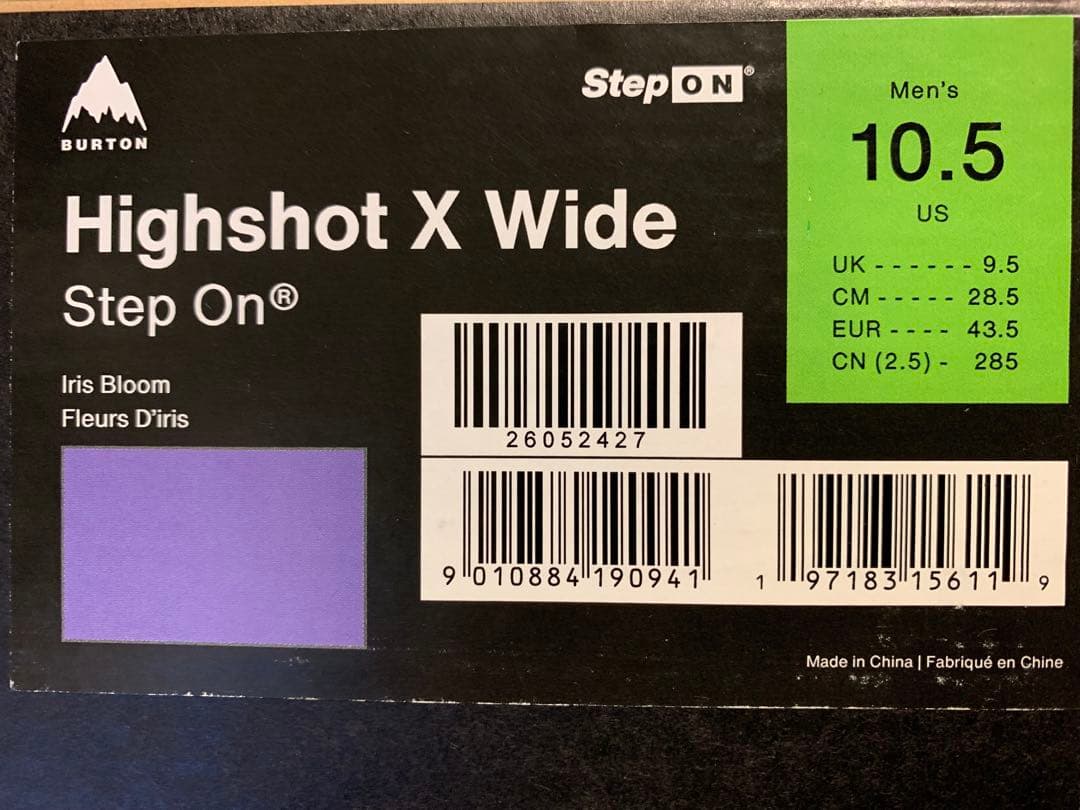 BURTON
StepON®
Highshot X Wide
Step On®
Iris Bloom
Fleurs D'iris
Men's
10.5
US
UK - - - - - - 9.5
CM - - - - - 28.5
EUR - - - - 43.5
CN (2.5) - 285
26052427
9 010884 190941
1 97183 15611 9
Made in China | Fabriqué en Chine